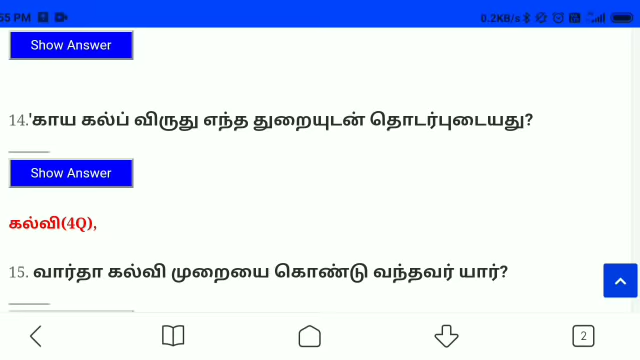 55 PM 0.2KB/s
Show Answer
14.'காய கல்ப் விருது எந்த துறையுடன் தொடர்புடையது?
Show Answer
கல்வி(4Q),
15. வார்தா கல்வி முறையை கொண்டு வந்தவர் யார்?
2